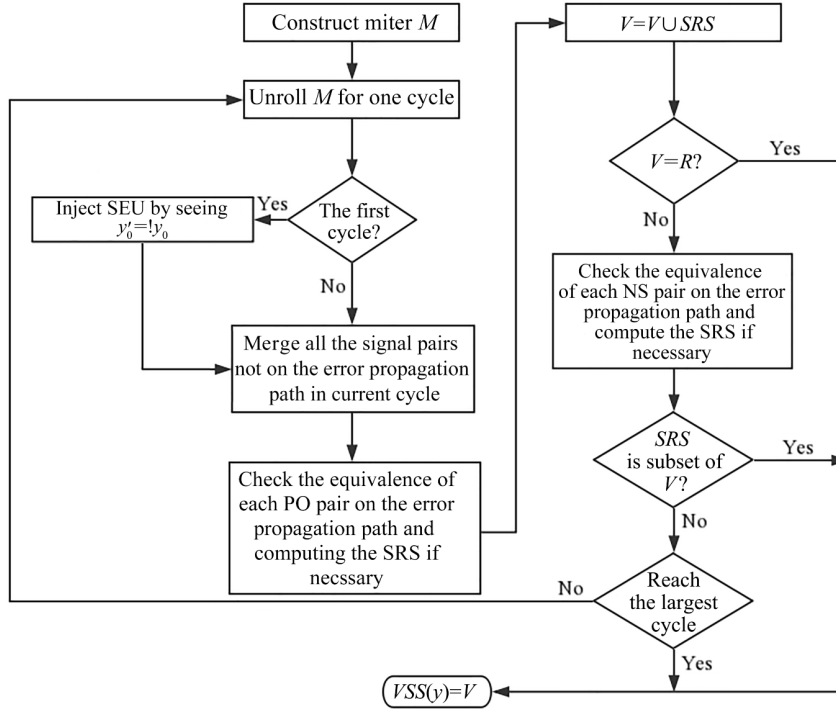 Construct miter M
Unroll M for one cycle
The first
cycle?
Yes
Inject SEU by seeing
y′₀=!y₀
No
Merge all the signal pairs
not on the error propagation
path in current cycle
Check the equivalence of
each PO pair on the error
propagation path and
computing the SRS if
necssary
V=V∪SRS
V=R?
Yes
No
Check the equivalence
of each NS pair on the error
propagation path and
compute the SRS if
necessary
SRS
is subset of
V?
Yes
No
Reach
the largest
cycle
No
Yes
VSS(y)=V